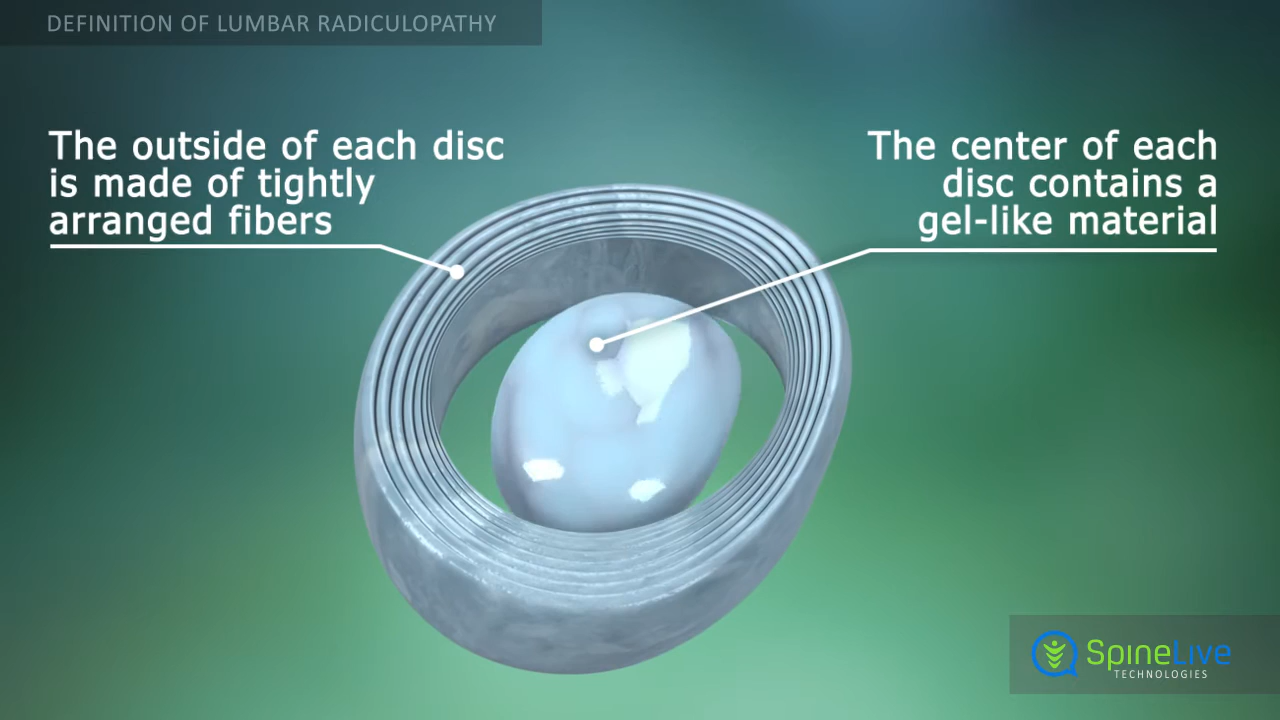 DEFINITION OF LUMBAR RADICULOPATHY
The outside of each disc
is made of tightly
arranged fibers
The center of each
disc contains a
gel-like material
SpineLive
TECHNOLOGIES